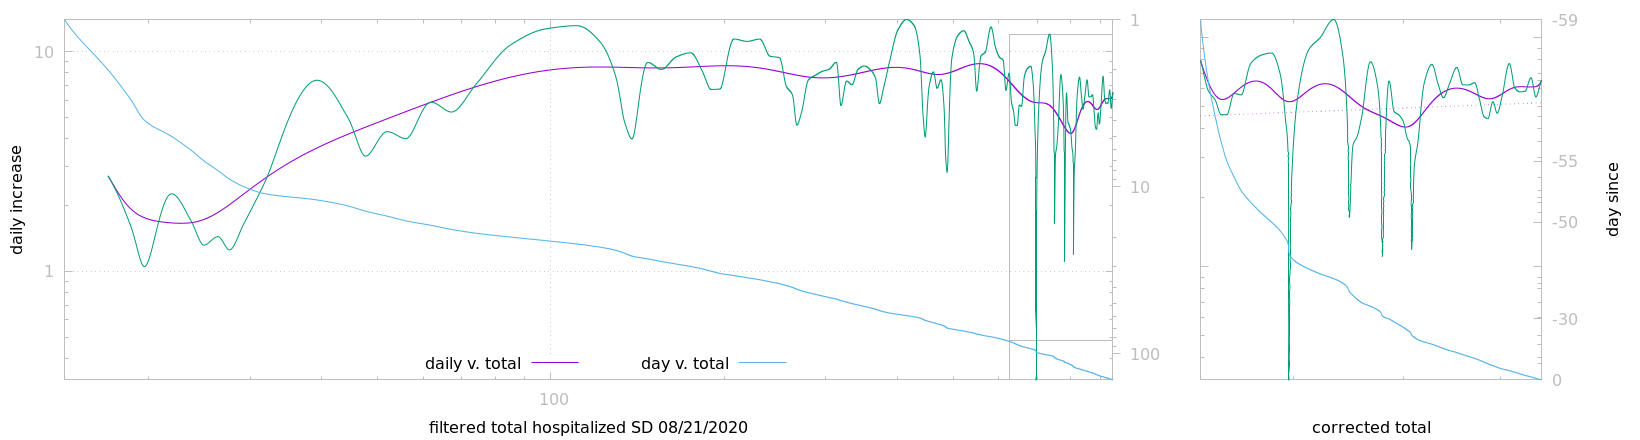 10
1
daily increase
daily v. total
day v. total
100
filtered total hospitalized SD 08/21/2020
1
10
100
-59
-55
-50
-30
0
day since
corrected total